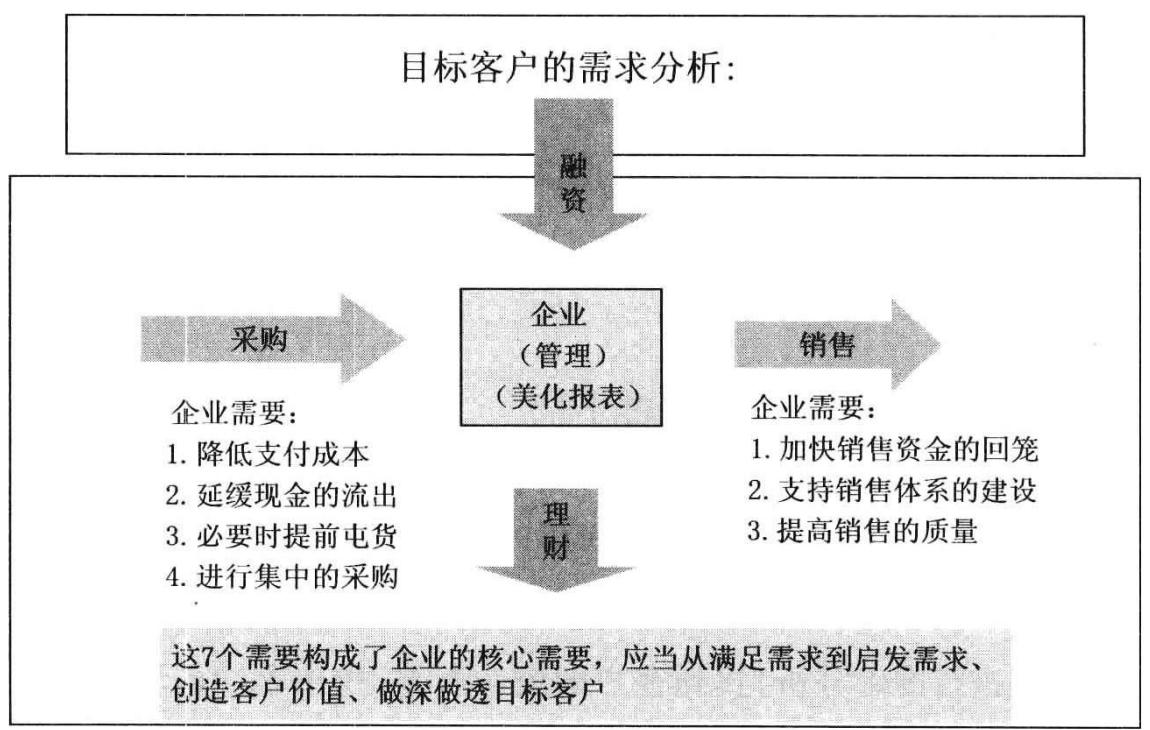 目标客户的需求分析:
融
资
采购
企业
（管理）
（美化报表）
销售
企业需要:
1. 降低支付成本
2. 延缓现金的流出
3. 必要时提前屯货
4. 进行集中的采购
企业需要:
1. 加快销售资金的回笼
2. 支持销售体系的建设
3. 提高销售的质量
理
财
这7个需要构成了企业的核心需要，应当从满足需求到启发需求、
创造客户价值、做深做透目标客户